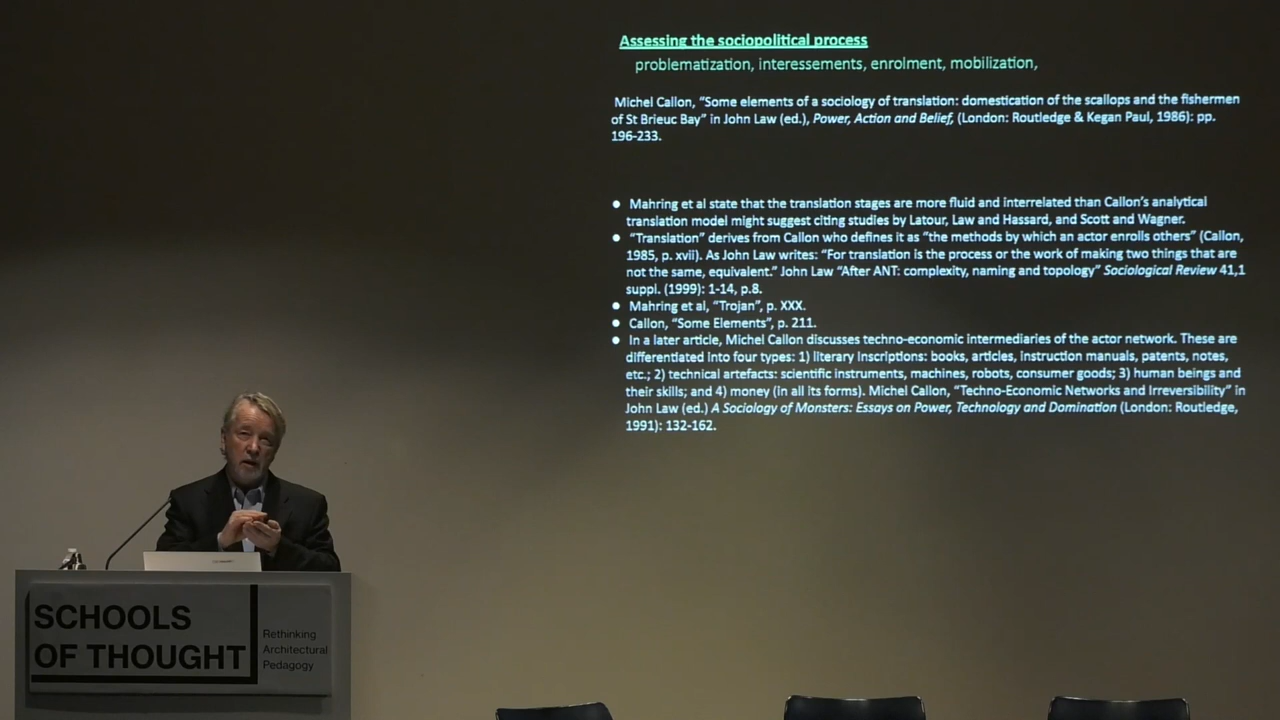 Assessing the sociopolitical process
problematization, interessements, enrolment, mobilization,
Michel Callon, “Some elements of a sociology of translation: domestication of the scallops and the fishermen
of St Brieuc Bay” in John Law (ed.), Power, Action and Belief, (London: Routledge & Kegan Paul, 1986): pp.
196-233.
● Mahring et al state that the translation stages are more fluid and interrelated than Callon’s analytical
translation model might suggest citing studies by Latour, Law and Hassard, and Scott and Wagner.
● “Translation” derives from Callon who defines it as “the methods by which an actor enrolls others” (Callon,
1985, p. xvii). As John Law writes: “For translation is the process or the work of making two things that are
not the same, equivalent.” John Law “After ANT: complexity, naming and topology” Sociological Review 41,1
suppl. (1999): 1-14, p.8.
● Mahring et al, “Trojan”, p. XXX.
● Callon, “Some Elements”, p. 211.
● In a later article, Michel Callon discusses techno-economic intermediaries of the actor network. These are
differentiated into four types: 1) literary inscriptions: books, articles, instruction manuals, patents, notes,
etc.; 2) technical artefacts: scientific instruments, machines, robots, consumer goods; 3) human beings and
their skills; and 4) money (in all its forms). Michel Callon, “Techno-Economic Networks and Irreversibility” in
John Law (ed.) A Sociology of Monsters: Essays on Power, Technology and Domination (London: Routledge,
1991): 132-162.
SCHOOLS
OF THOUGHT
Rethinking
Architectural
Pedagogy